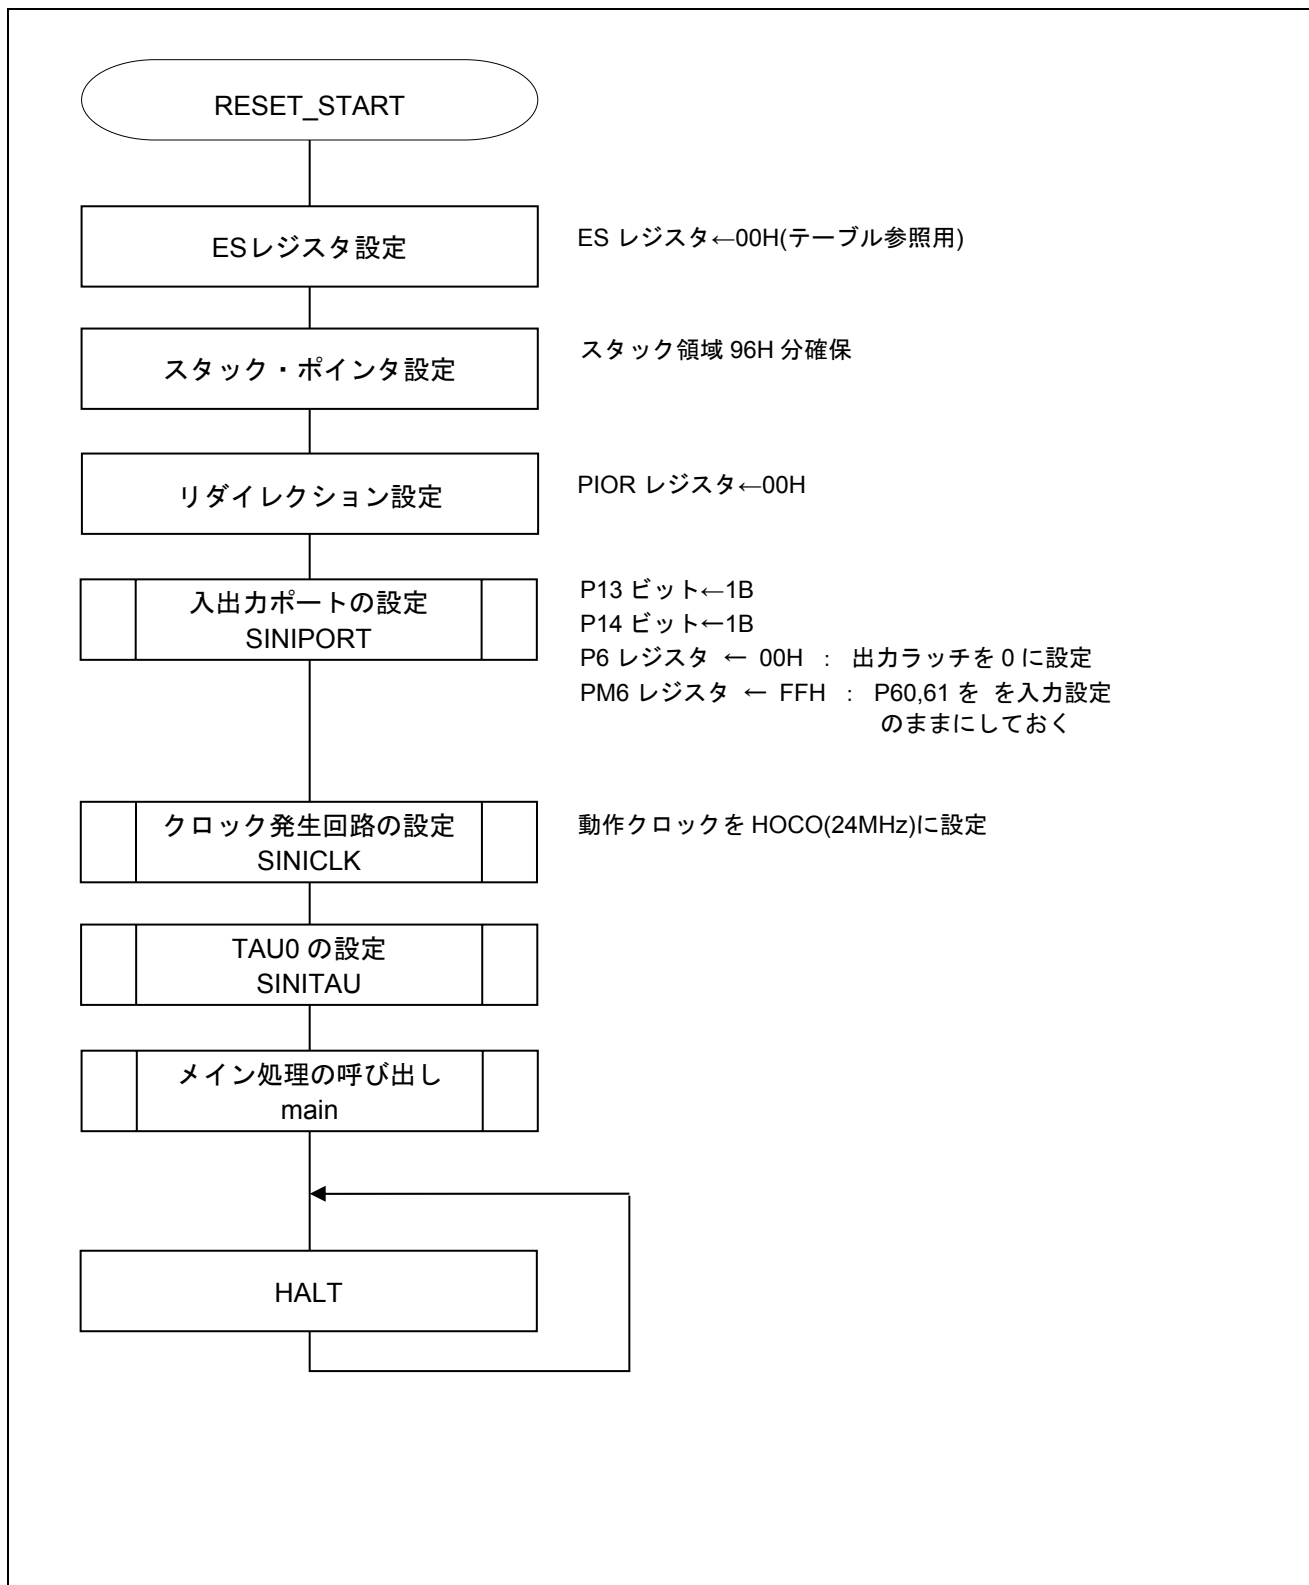 RESET_START
ESレジスタ設定
ES レジスタ←00H(テーブル参照用)
スタック・ポインタ設定
スタック領域 96H 分確保
リダイレクション設定
PIOR レジスタ←00H
入出力ポートの設定
SINIPORT
P13 ビット←1B
P14 ビット←1B
P6 レジスタ ← 00H : 出力ラッチを 0 に設定
PM6 レジスタ ← FFH : P60,61 を を入力設定
のままにしておく
クロック発生回路の設定
SINICLK
動作クロックを HOCO(24MHz)に設定
TAU0 の設定
SINITAU
メイン処理の呼び出し
main
HALT